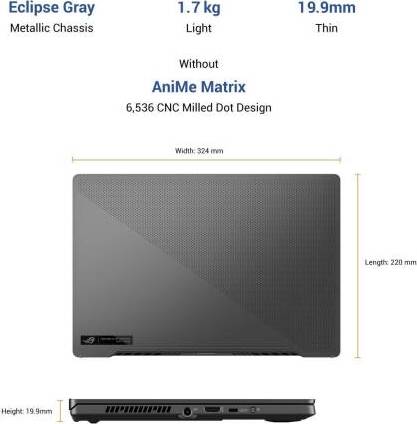 Eclipse Gray 1.7 kg 19.9mm
Metallic Chassis Light Thin
Without
AniMe Matrix
6,536 CNC Milled Dot Design
Width: 324 mm
Length: 220 mm
Height: 19.9mm